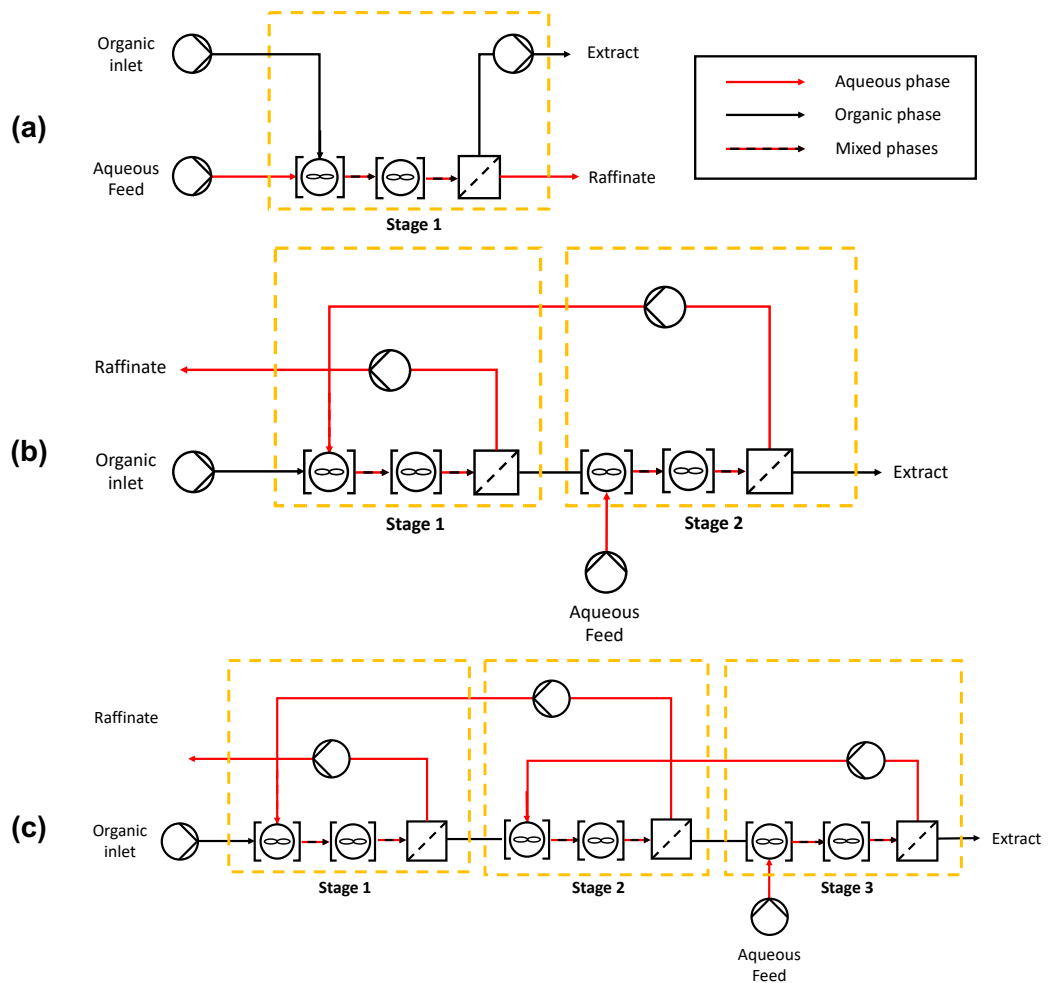 (a)
Organic
inlet
Extract
Aqueous
Feed
Raffinate
Stage 1
Aqueous phase
Organic phase
Mixed phases
(b)
Raffinate
Organic
inlet
Extract
Stage 1
Stage 2
Aqueous
Feed
(c)
Raffinate
Organic
inlet
Extract
Stage 1
Stage 2
Stage 3
Aqueous
Feed